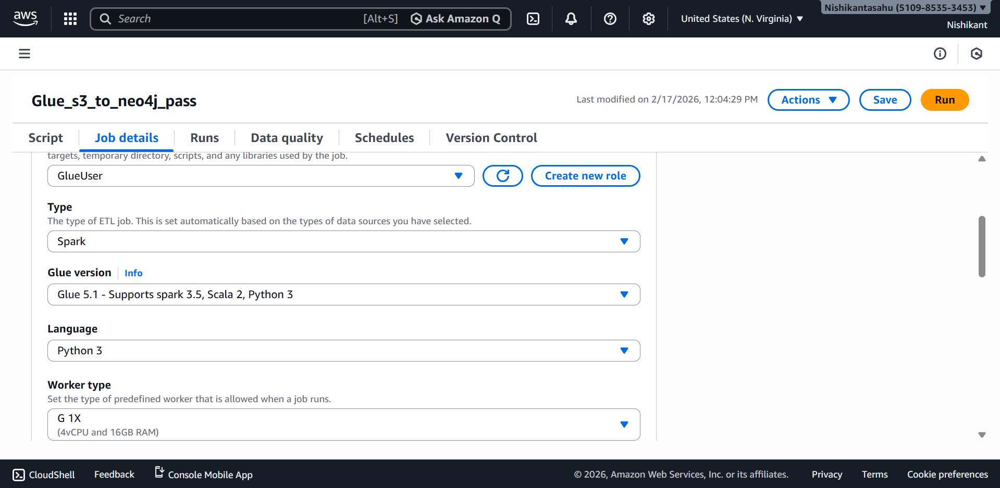 aws
Search [Alt+S] Ask Amazon Q
United States (N. Virginia)
Nishikantasahu (5109-8535-3453)
Nishikant
Glue_s3_to_neo4j_pass
Last modified on 2/17/2026, 12:04:29 PM
Actions
Save
Run
Script
Job details
Runs
Data quality
Schedules
Version Control
targets, temporary directory, scripts, and any libraries used by the job.
GlueUser
Create new role
Type
The type of ETL job. This is set automatically based on the types of data sources you have selected.
Spark
Glue version Info
Glue 5.1 - Supports spark 3.5, Scala 2, Python 3
Language
Python 3
Worker type
Set the type of predefined worker that is allowed when a job runs.
G 1X
(4vCPU and 16GB RAM)
CloudShell
Feedback
Console Mobile App
© 2026, Amazon Web Services, Inc. or its affiliates.
Privacy
Terms
Cookie preferences